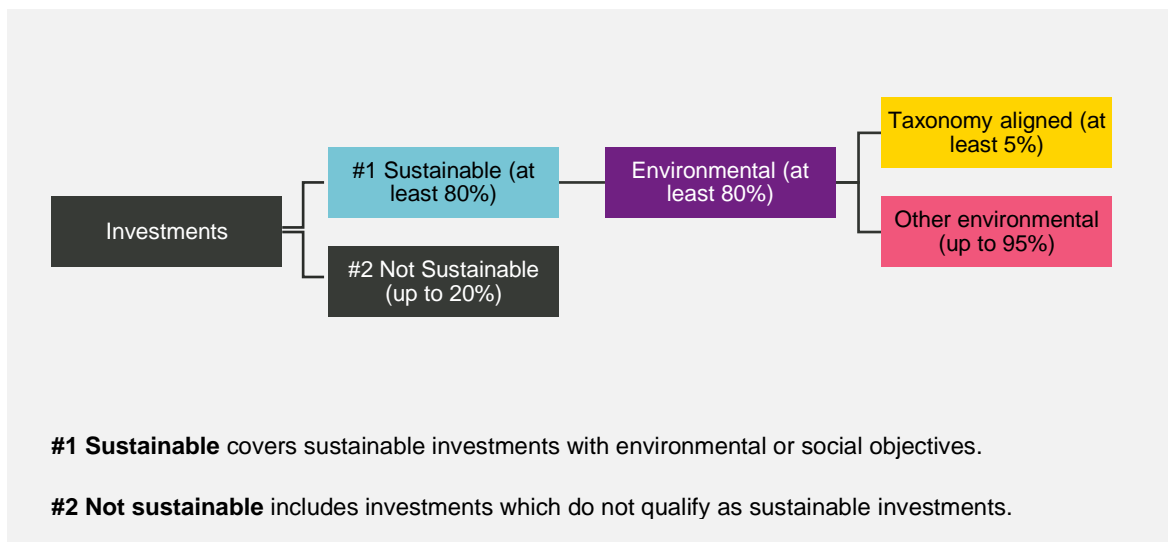 Taxonomy aligned (at
least 5%)
#1 Sustainable (at
least 80%)
Environmental (at
least 80%)
Investments
Other environmental
(up to 95%)
#2 Not Sustainable
(up to 20%)
#1 Sustainable covers sustainable investments with environmental or social objectives.
#2 Not sustainable includes investments which do not qualify as sustainable investments.